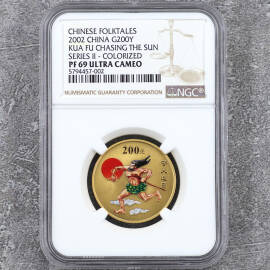 CHINESE FOLKTALES
2002 CHINA G200Y
KUA FU CHASING THE SUN
SERIES II - COLORIZED
PF 69 ULTRA CAMEO
5794457-002
NGC
NUMISMATIC GUARANTY CORPORATION
200元